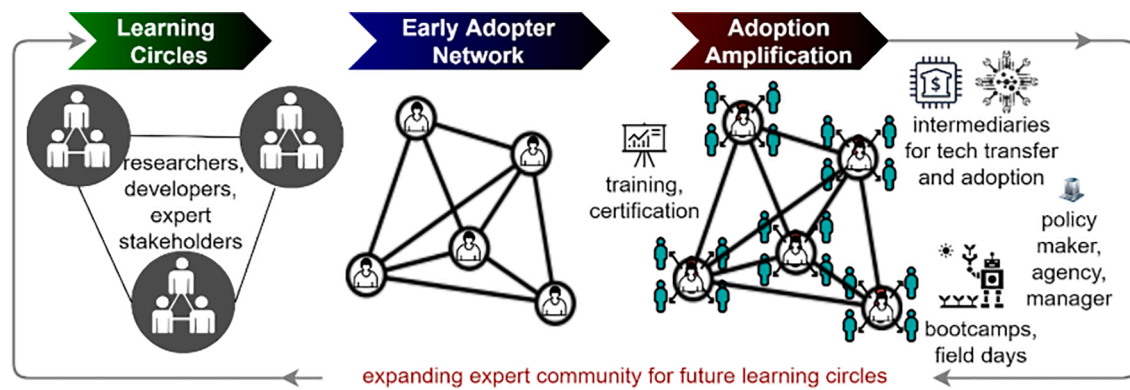 Learning
Circles
Early Adopter
Network
Adoption
Amplification
researchers,
developers,
expert
stakeholders
training,
certification
$
intermediaries
for tech transfer
and adoption
policy
maker,
agency,
manager
bootcamps,
field days
expanding expert community for future learning circles